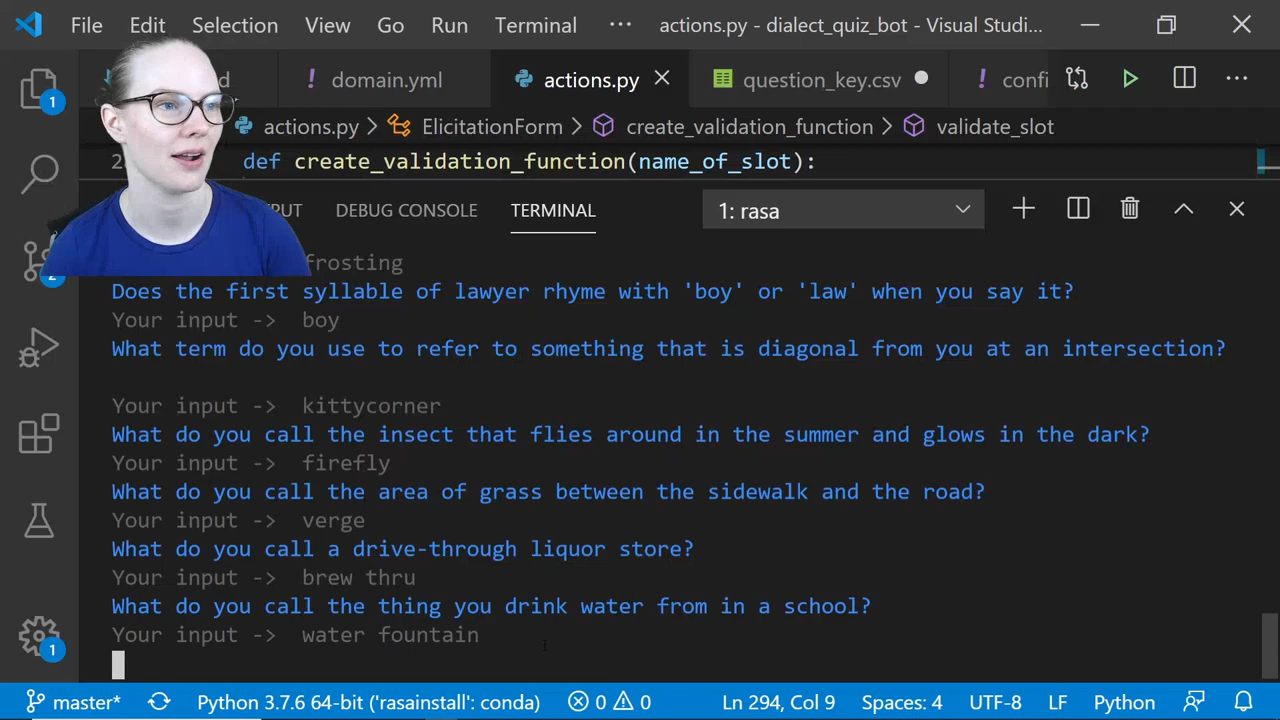 File Edit Selection View Go Run Terminal ··· actions.py - dialect_quiz_bot - Visual Studi...
d ! domain.yml actions.py question_key.csv ! confi ···
actions.py > ElicitationForm > create_validation_function > validate_slot
2 def create_validation_function(name_of_slot):
PUT DEBUG CONSOLE TERMINAL 1: rasa
frosting
Does the first syllable of lawyer rhyme with 'boy' or 'law' when you say it?
Your input -> boy
What term do you use to refer to something that is diagonal from you at an intersection?
Your input -> kittycorner
What do you call the insect that flies around in the summer and glows in the dark?
Your input -> firefly
What do you call the area of grass between the sidewalk and the road?
Your input -> verge
What do you call a drive-through liquor store?
Your input -> brew thru
What do you call the thing you drink water from in a school?
Your input -> water fountain
1
2
1
master* Python 3.7.6 64-bit ('rasainstall': conda) 0 0 Ln 294, Col 9 Spaces: 4 UTF-8 LF Python